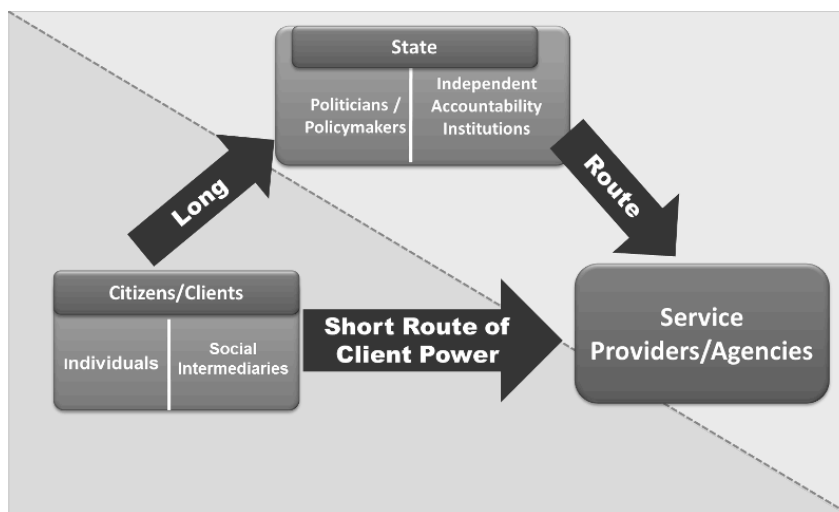 State
Politicians /
Policymakers
Independent
Accountability
Institutions
Long
Route
Citizens/Clients
Individuals
Social
Intermediaries
Short Route of
Client Power
Service
Providers/Agencies